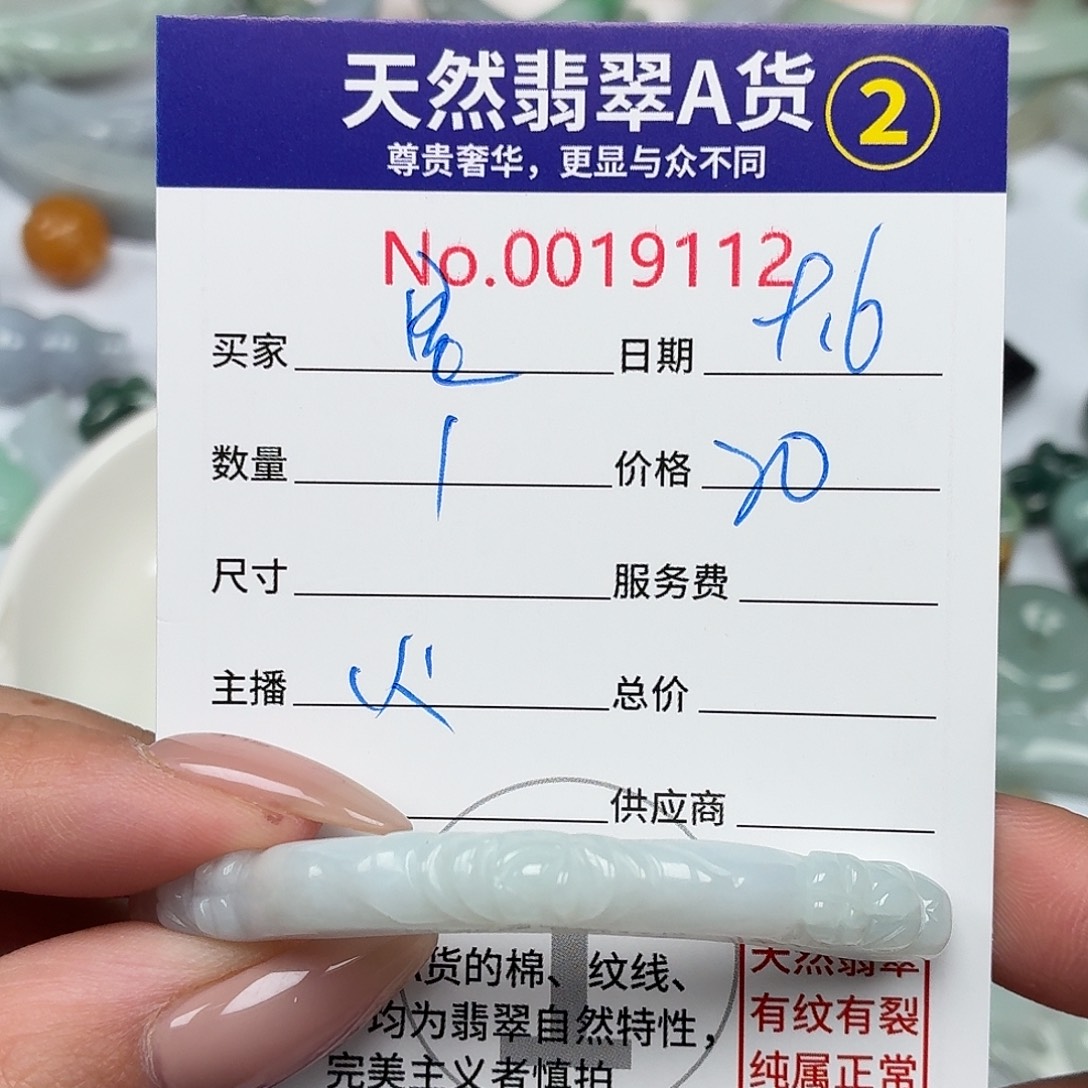 天然翡翠A货 2
尊贵奢华，更显与众不同
No.0019112
买家 日期
数量 1 价格 20
尺寸 服务费
主播 火 总价
供应商
货的棉、纹线、
均为翡翠自然特性，
完美主义者慎拍
天然翡翠
有纹有裂
纯属正常